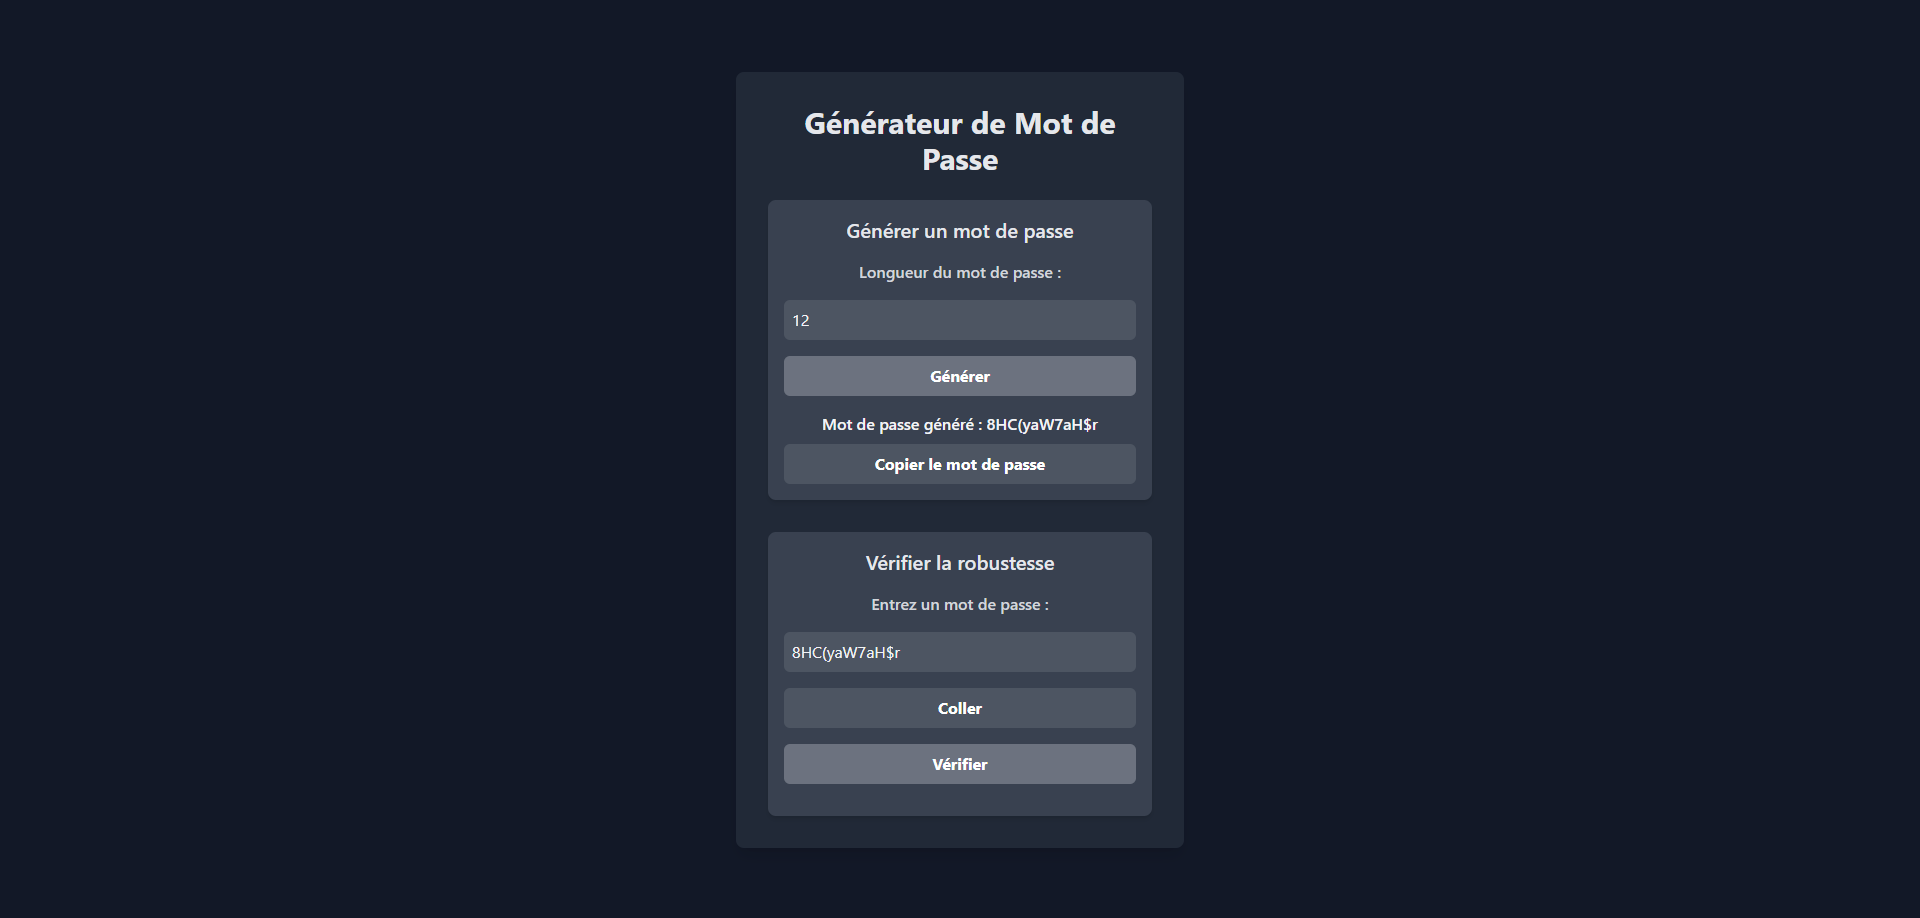 Générateur de Mot de
Passe
Générer un mot de passe
Longueur du mot de passe :
12
Générer
Mot de passe généré : 8HC(yaW7aH$r
Copier le mot de passe
Vérifier la robustesse
Entrez un mot de passe :
8HC(yaW7aH$r
Coller
Vérifier